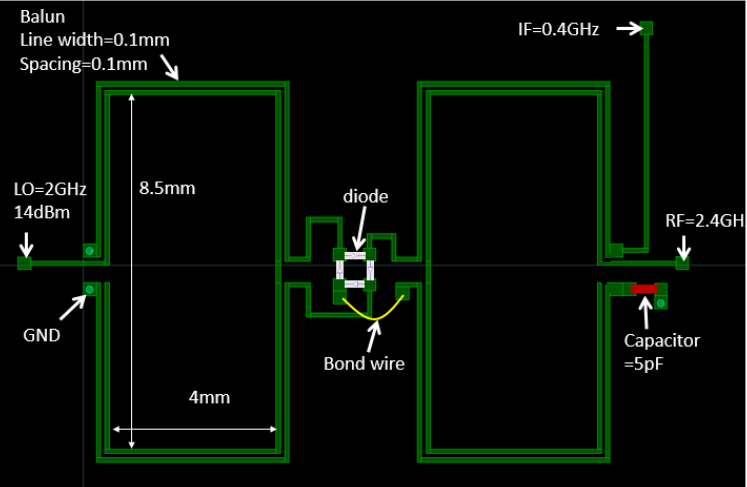 Balun
Line width=0.1mm
Spacing=0.1mm
IF=0.4GHz
LO=2GHz
14dBm
8.5mm
diode
RF=2.4GH
GND
Bond wire
Capacitor
=5pF
4mm